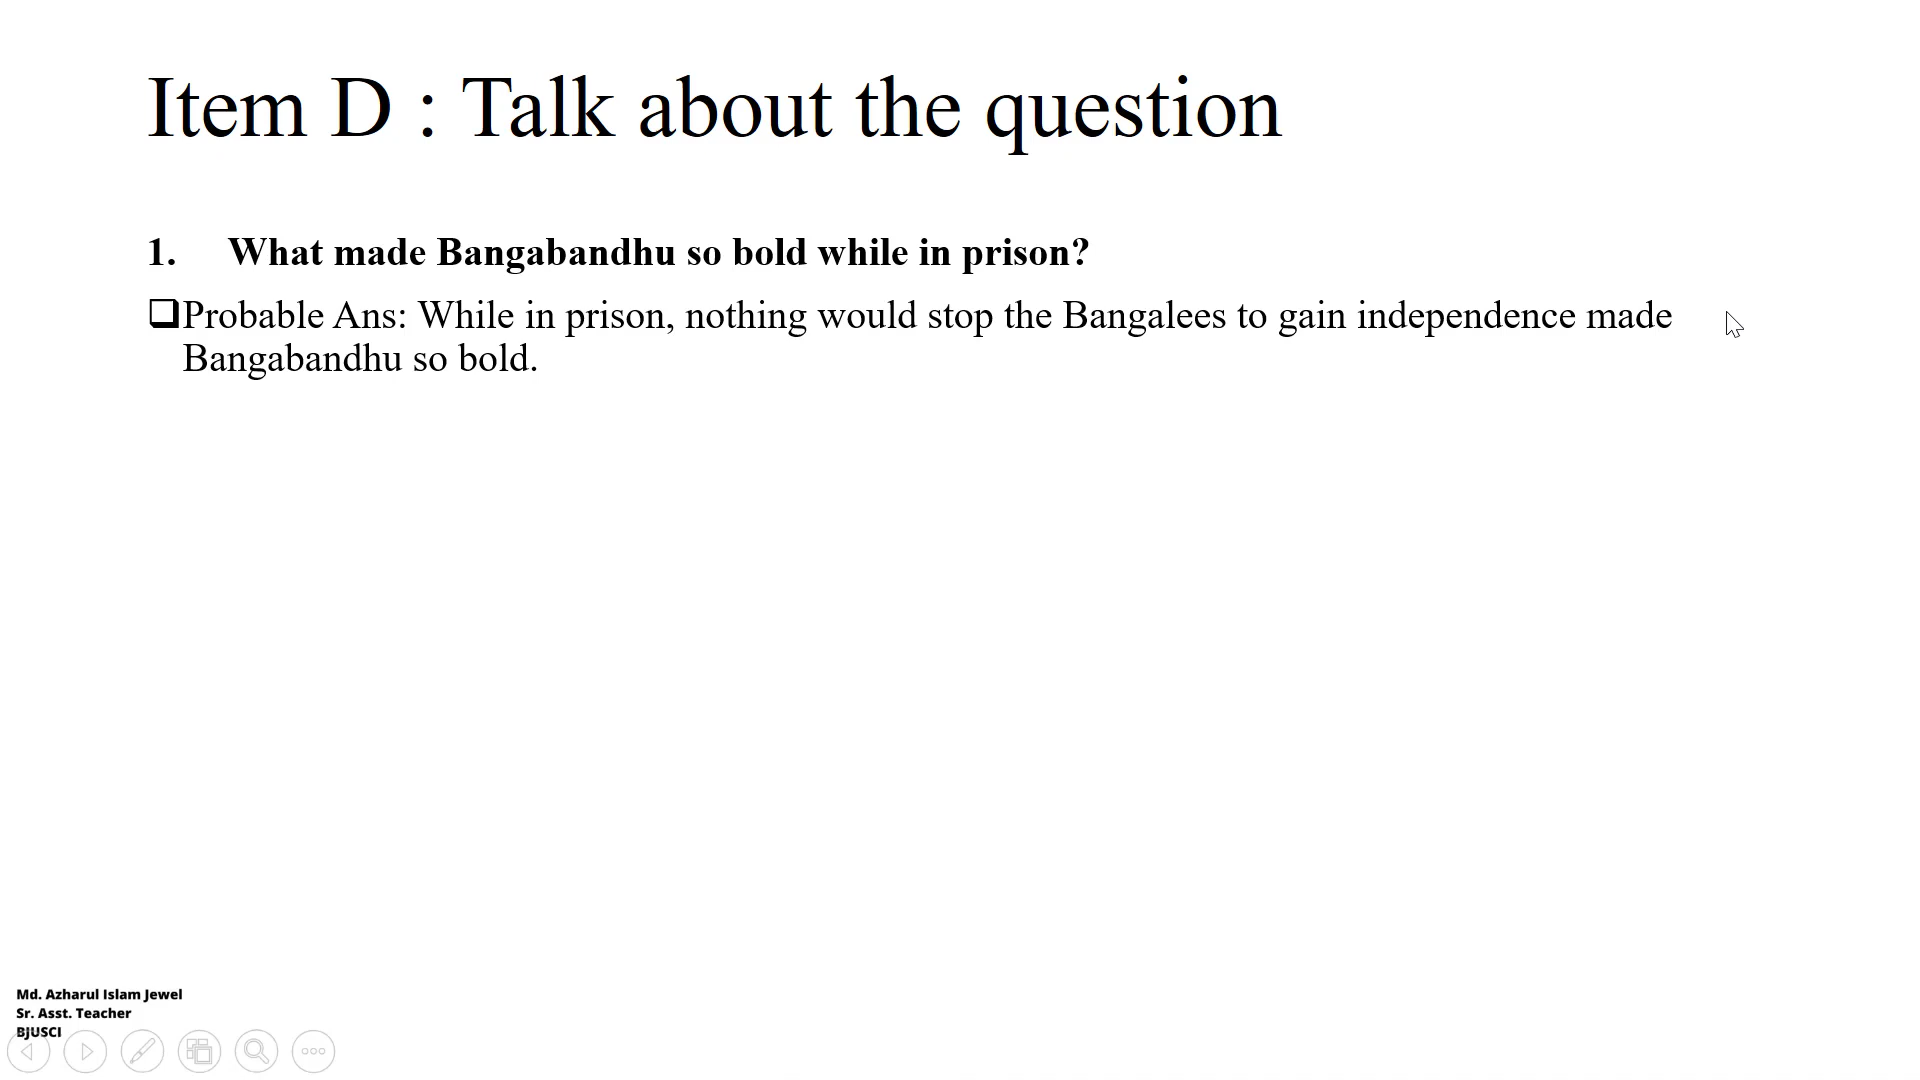 Item D : Talk about the question
1. What made Bangabandhu so bold while in prison?
❑Probable Ans: While in prison, nothing would stop the Bangalees to gain independence made
Bangabandhu so bold.
Md. Azharul Islam Jewel
Sr. Asst. Teacher
BJUSCI